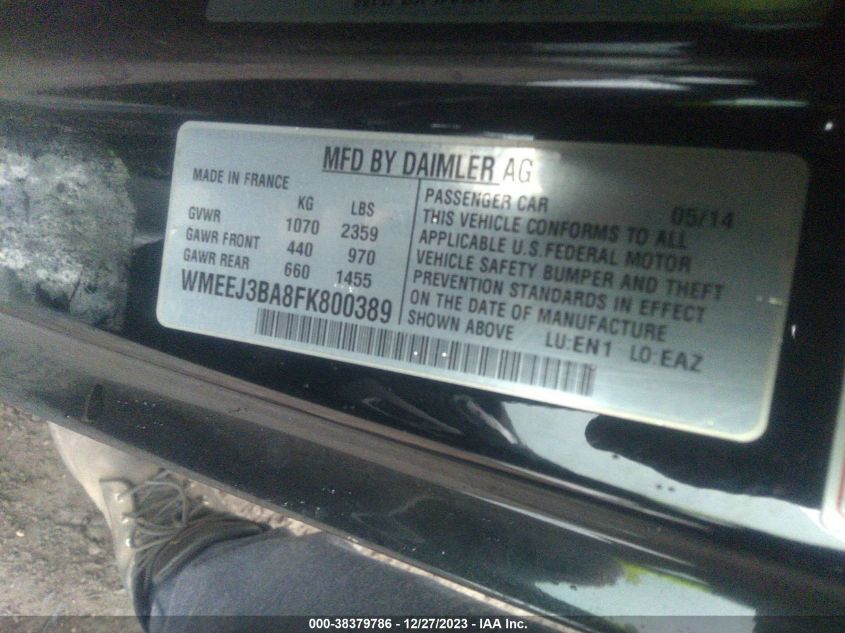 MFD BY DAIMLER AG
MADE IN FRANCE
KG LBS
GVWR 1070 2359
GAWR FRONT 440 970
GAWR REAR 660 1455
WMEEJ3BA8FK800389
PASSENGER CAR 05/14
THIS VEHICLE CONFORMS TO ALL
APPLICABLE U.S.FEDERAL MOTOR
VEHICLE SAFETY BUMPER AND THEFT
PREVENTION STANDARDS IN EFFECT
ON THE DATE OF MANUFACTURE
SHOWN ABOVE LU:EN1 LO:EAZ
000-38379786 - 12/27/2023 - IAA Inc.